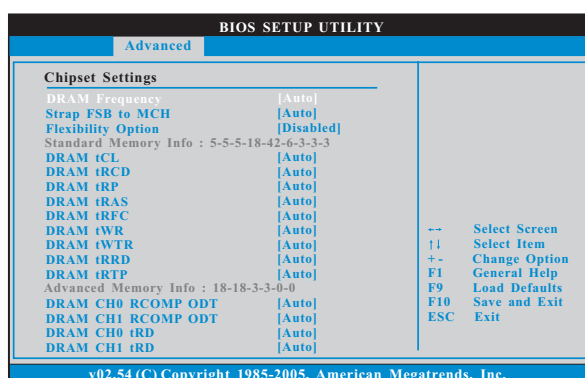 BIOS SETUP UTILITY
Advanced
Chipset Settings
DRAM Frequency [Auto]
Strap FSB to MCH [Auto]
Flexibility Option [Disabled]
Standard Memory Info : 5-5-5-18-42-6-3-3-3
DRAM tCL [Auto]
DRAM tRCD [Auto]
DRAM tRP [Auto]
DRAM tRAS [Auto]
DRAM tRFC [Auto]
DRAM tWR [Auto]
DRAM tWTR [Auto]
DRAM tRRD [Auto]
DRAM tRTP [Auto]
Advanced Memory Info : 18-18-3-3-0-0
DRAM CH0 RCOMP ODT [Auto]
DRAM CH1 RCOMP ODT [Auto]
DRAM CH0 tRD [Auto]
DRAM CH1 tRD [Auto]
←→ Select Screen
↑↓ Select Item
+ - Change Option
F1 General Help
F9 Load Defaults
F10 Save and Exit
ESC Exit
v02.54 (C) Copyright 1985-2005, American Megatrends, Inc.